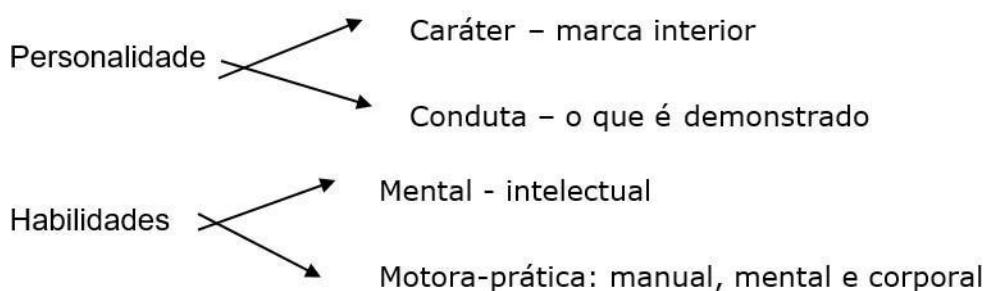 Caráter – marca interior
Personalidade
Conduta – o que é demonstrado
Mental - intelectual
Habilidades
Motora-prática: manual, mental e corporal